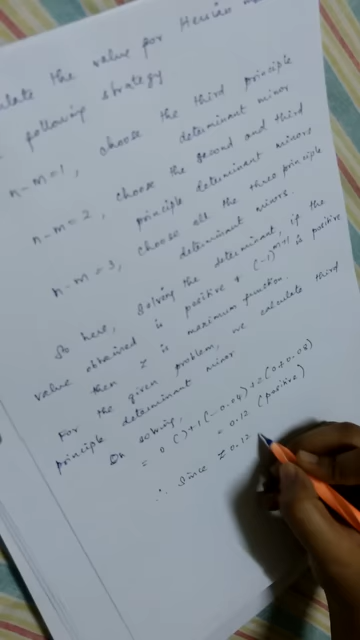 the value for Hessian
following strategy
n-m=1, choose the third principle
determinant minor
n-m=2, choose the second and third
principle determinant minors
n-m=3, choose all the three principle
determinant minors.
So here, solving the determinant, if the
value obtained is positive & (-1)^m+1 is positive
then Z is maximum function.
For the given problem, we calculate third
principle determinant minor
On solving,
= 0 ( ) + 1 (-0.04) + 2 (0+0.08)
= 0.12 (positive)
∴ Since 0.12